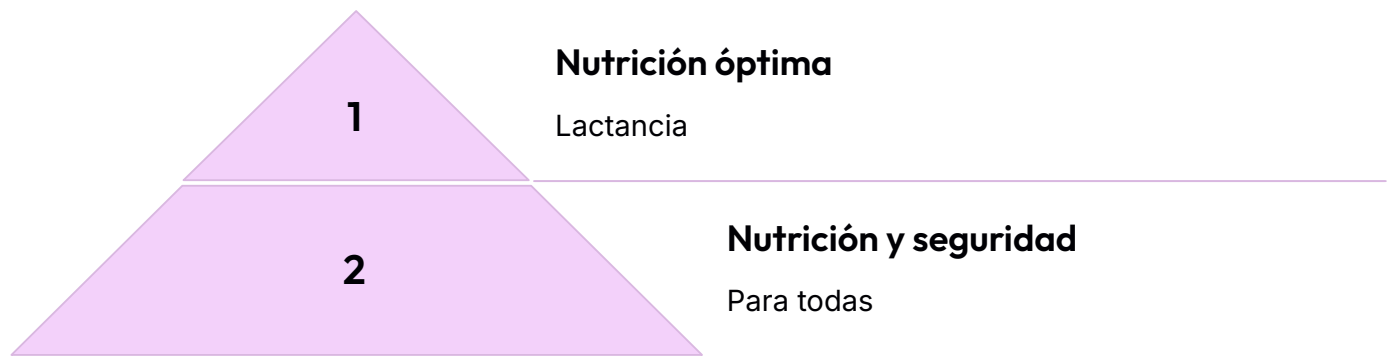 1
Nutrición óptima
Lactancia
2
Nutrición y seguridad
Para todas